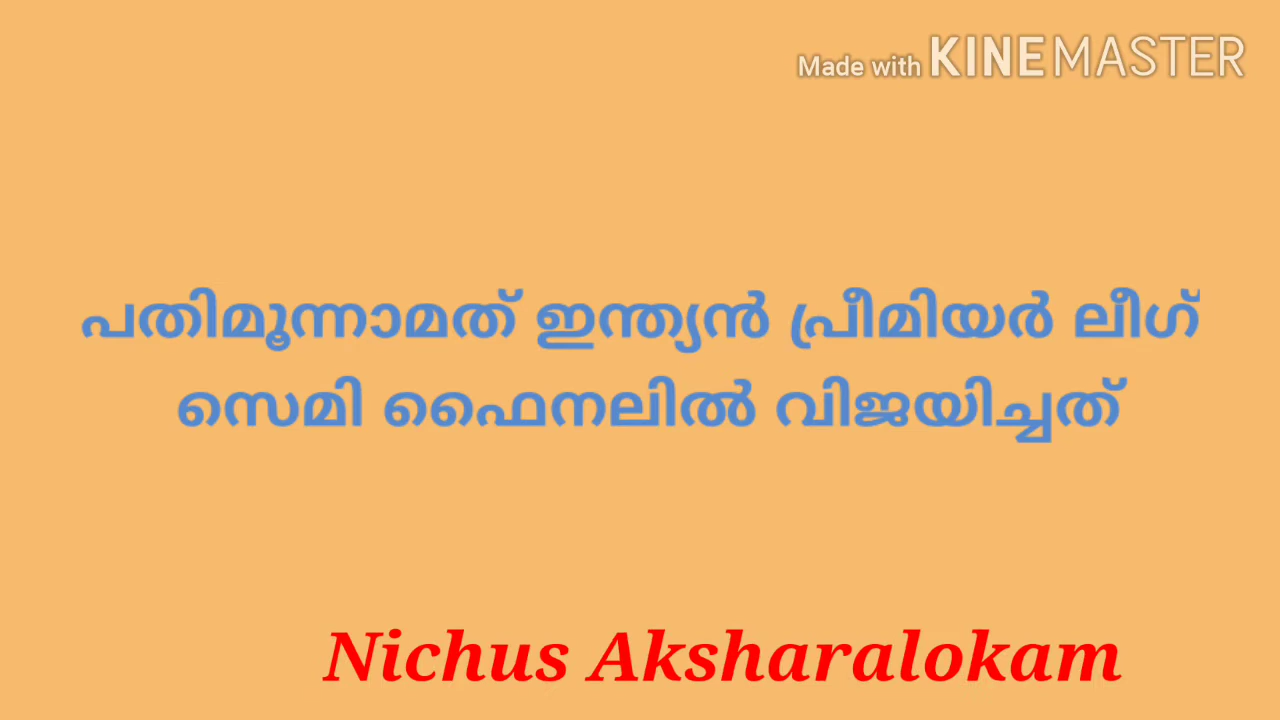 Made with KINEMASTER
പതിമൂന്നാമത് ഇന്ത്യൻ പ്രീമിയർ ലീഗ്
സെമി ഫൈനലിൽ വിജയിച്ചത്
Nichus Aksharalokam